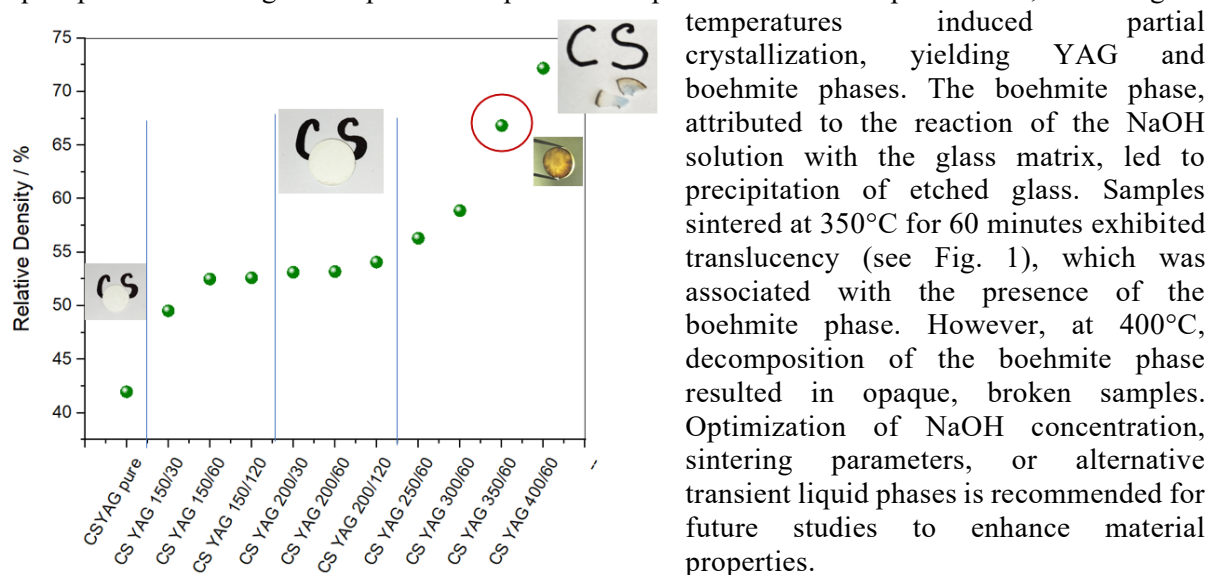 temperatures induced partial
crystallization, yielding YAG and
boehmite phases. The boehmite phase,
attributed to the reaction of the NaOH
solution with the glass matrix, led to
precipitation of etched glass. Samples
sintered at 350°C for 60 minutes exhibited
translucency (see Fig. 1), which was
associated with the presence of the
boehmite phase. However, at 400°C,
decomposition of the boehmite phase
resulted in opaque, broken samples.
Optimization of NaOH concentration,
sintering parameters, or alternative
transient liquid phases is recommended for
future studies to enhance material
properties.
75
70
65
60
55
50
45
40
Relative Density / %
CS
CS
CS
CSYAG pure
CS YAG 150/30
CS YAG 150/60
CS YAG 150/120
CS YAG 200/30
CS YAG 200/60
CS YAG 200/120
CS YAG 250/60
CS YAG 300/60
CS YAG 350/60
CS YAG 400/60
--